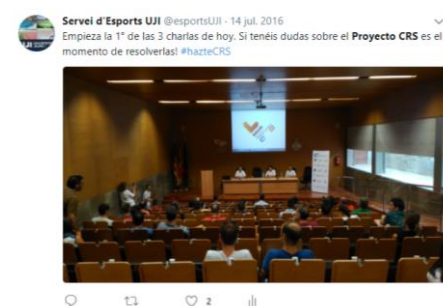 Servei d'Esports UJI @esportsUJI · 14 jul. 2016
Empieza la 1ª de las 3 charlas de hoy. Si tenéis dudas sobre el Proyecto CRS es el
momento de resolverlas! #hazteCRS
UJI
2